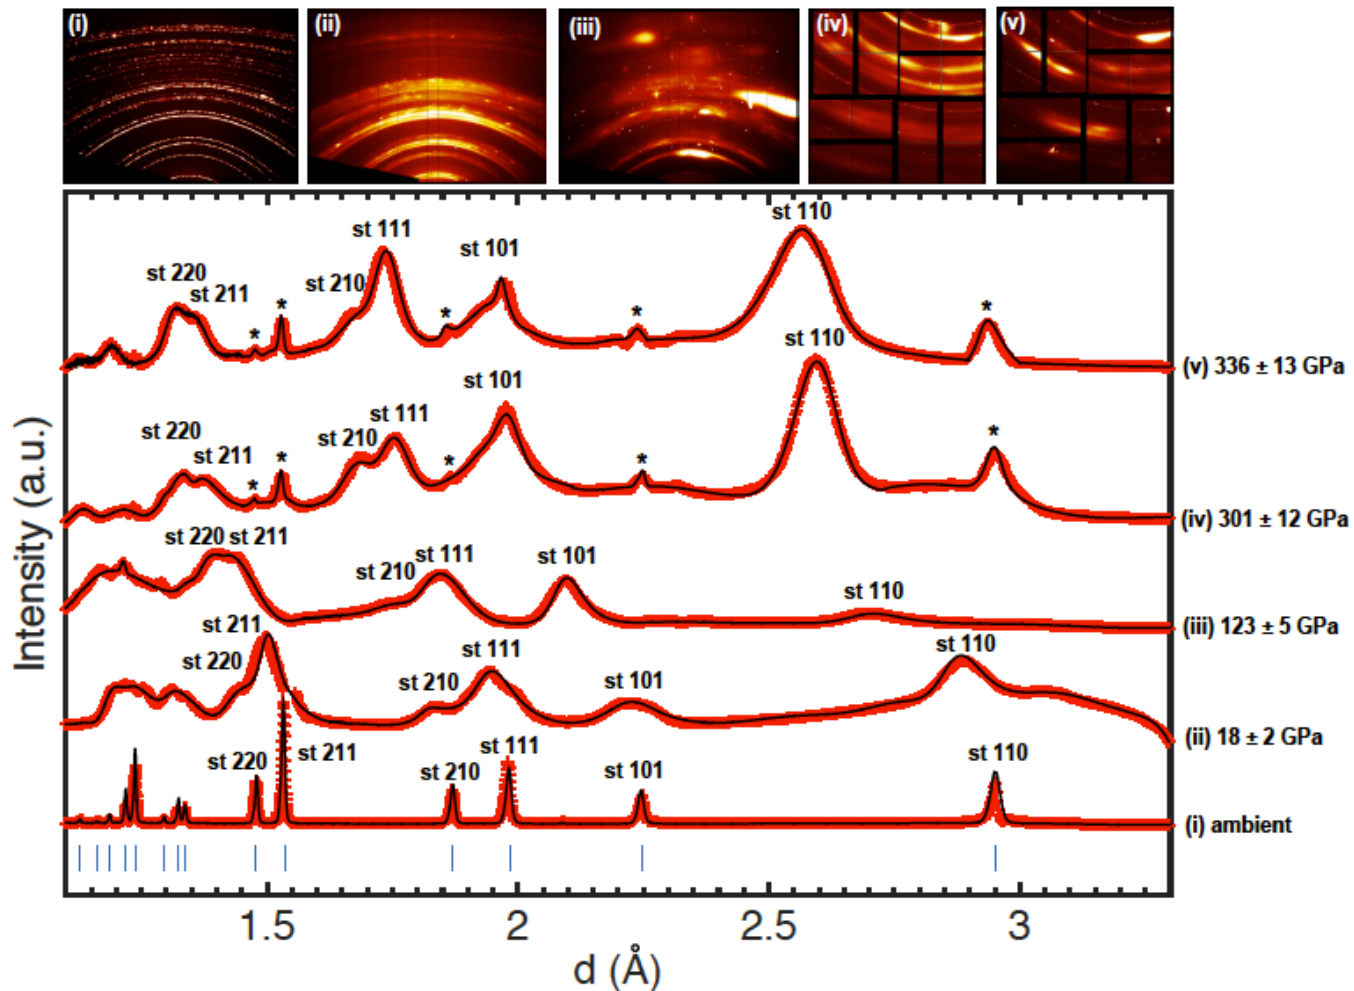 (i)
(ii)
(iii)
(iv)
(v)
st 220
st 211
*
*
st 210
st 111
*
st 101
*
st 110
*
(v) 336 ± 13 GPa
st 220
st 211
*
*
st 210
st 111
*
st 101
*
st 110
*
(iv) 301 ± 12 GPa
st 220 st 211
st 210
st 111
st 101
st 110
(iii) 123 ± 5 GPa
st 220
st 211
st 210
st 111
st 101
st 110
(ii) 18 ± 2 GPa
st 220
st 211
st 210
st 111
st 101
st 110
(i) ambient
Intensity (a.u.)
1.5
2
2.5
3
d (Å)